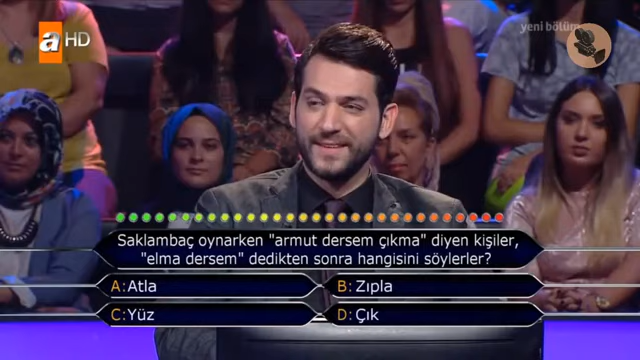 a HD
yeni bölüm
Saklambaç oynarken "armut dersem çıkma" diyen kişiler,
"elma dersem" dedikten sonra hangisini söylerler?
A:Atla
B: Zıpla
C:Yüz
D:Çık